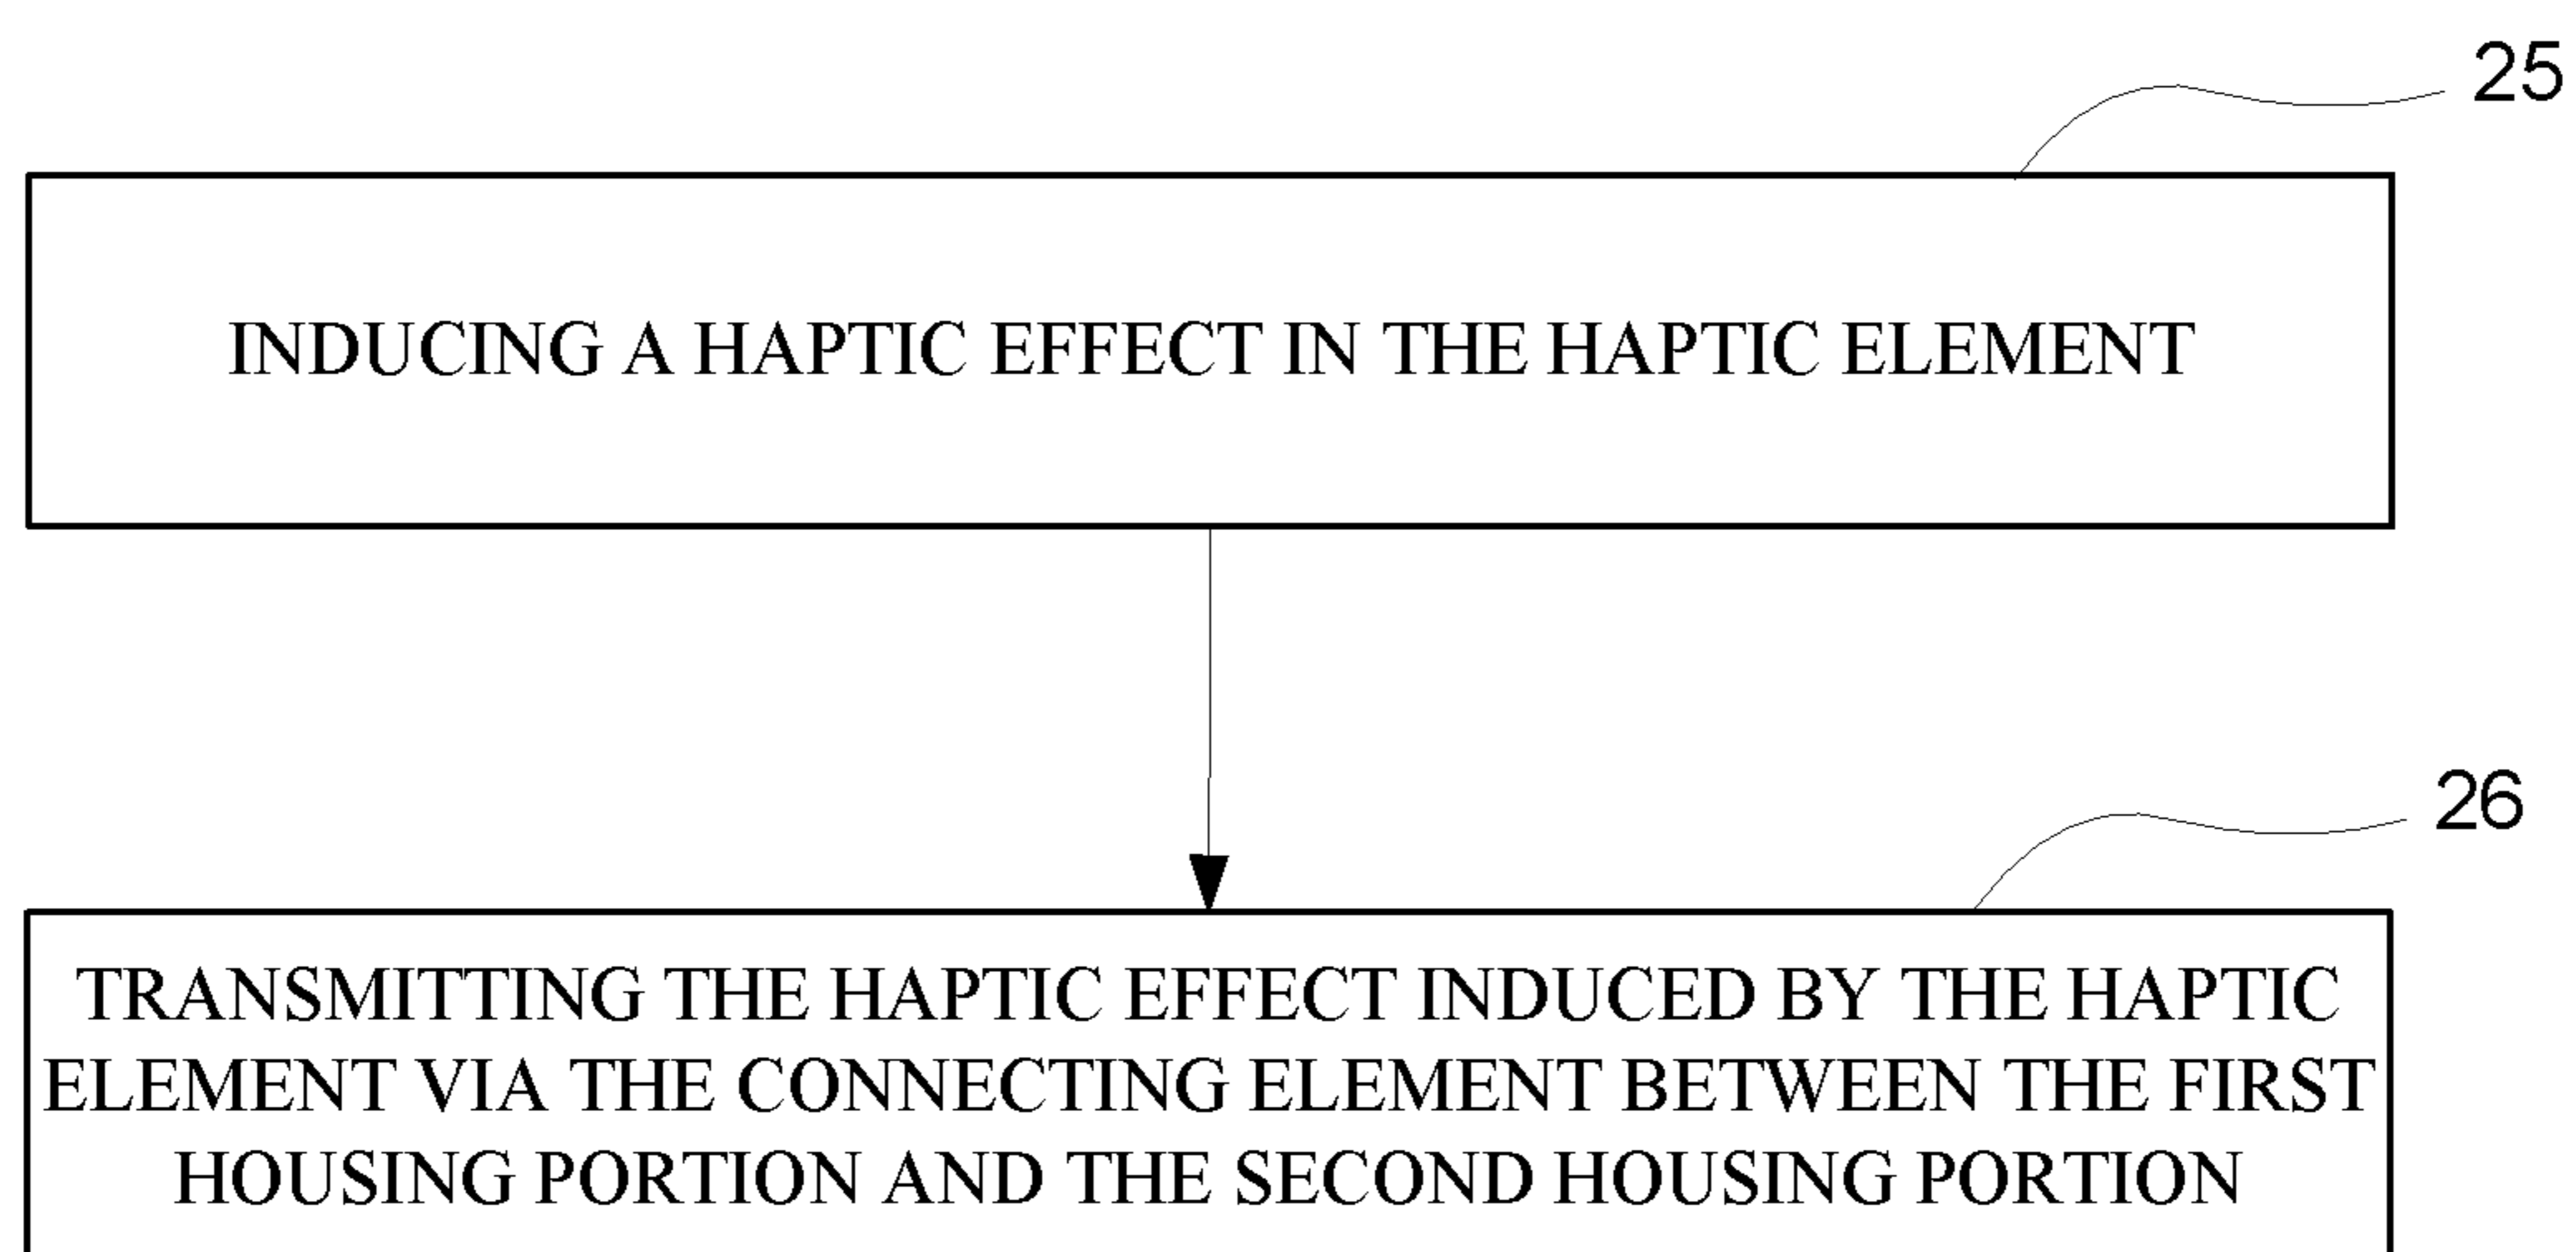 25
INDUCING A HAPTIC EFFECT IN THE HAPTIC ELEMENT
26
TRANSMITTING THE HAPTIC EFFECT INDUCED BY THE HAPTIC
ELEMENT VIA THE CONNECTING ELEMENT BETWEEN THE FIRST
HOUSING PORTION AND THE SECOND HOUSING PORTION